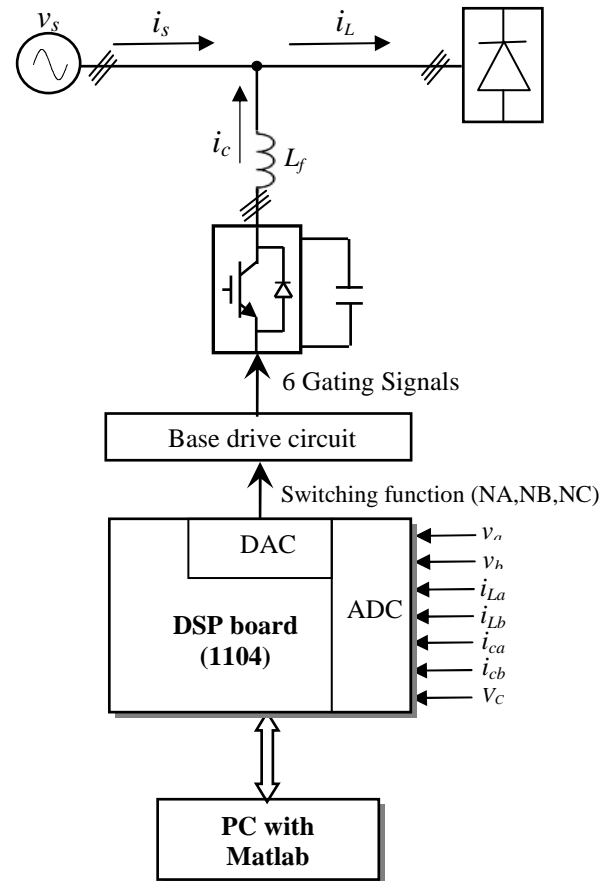 v_s
i_s
i_L
i_c
L_f
6 Gating Signals
Base drive circuit
Switching function (NA,NB,NC)
DAC
ADC
DSP board
(1104)
v_a
v_b
i_La
i_Lb
i_ca
i_cb
V_C
PC with
Matlab